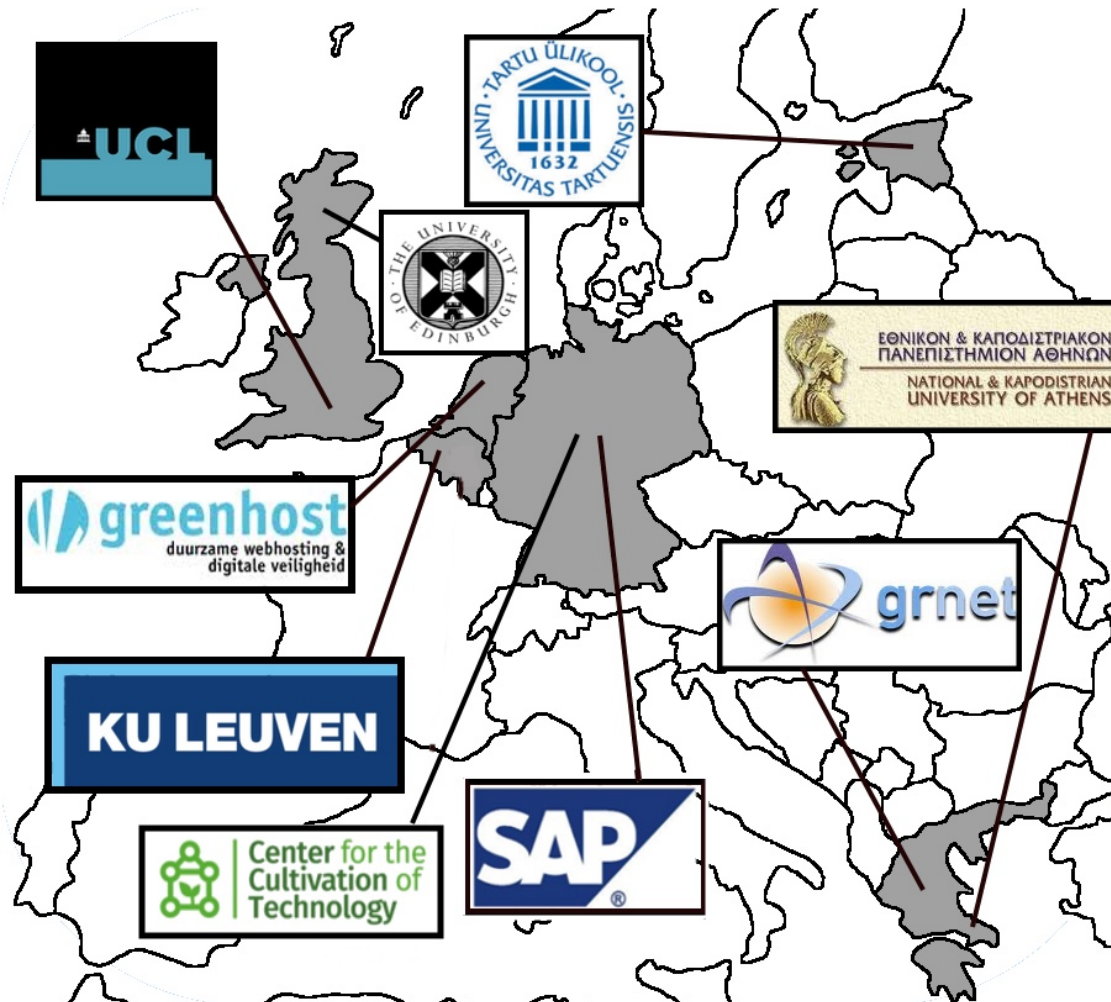 UCL
· TARTU ÜLIKOOL ·
UNIVERSITAS TARTUENSIS
1632
THE UNIVERSITY
OF EDINBURGH
ΕΘΝΙΚΟΝ & ΚΑΠΟΔΙΣΤΡΙΑΚΟΝ
ΠΑΝΕΠΙΣΤΗΜΙΟΝ ΑΘΗΝΩΝ
NATIONAL & KAPODISTRIAN
UNIVERSITY OF ATHENS
greenhost
duurzame webhosting &
digitale veiligheid
grnet
KU LEUVEN
SAP
®
Center for the
Cultivation of
Technology